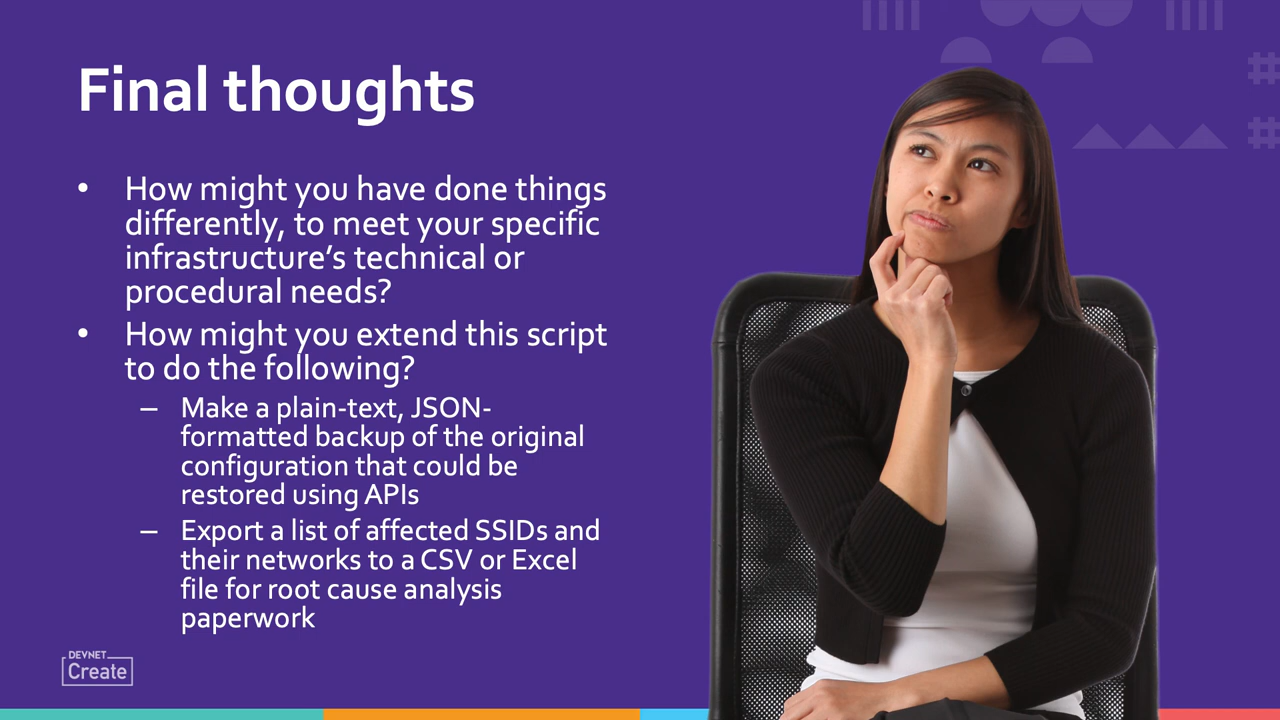 Final thoughts
• How might you have done things
differently, to meet your specific
infrastructure’s technical or
procedural needs?
• How might you extend this script
to do the following?
– Make a plain-text, JSON-
formatted backup of the original
configuration that could be
restored using APIs
– Export a list of affected SSIDs and
their networks to a CSV or Excel
file for root cause analysis
paperwork
DEVNET
Create